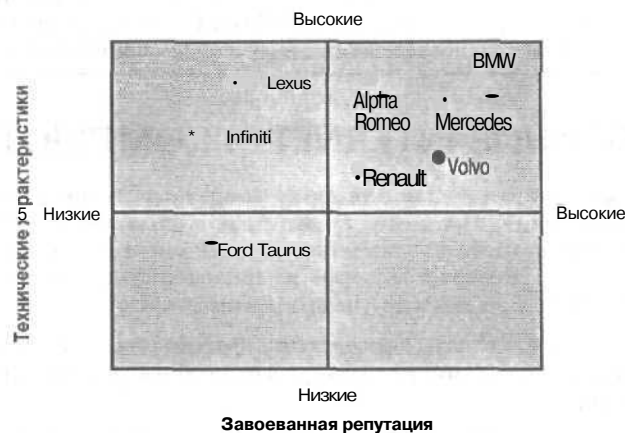 Высокие
BMW
Lexus
Alpha
Romeo
Mercedes
Infiniti
Volvo
Renault
5 Низкие
Высокие
Ford Taurus
Технические характеристики
Низкие
Завоеванная репутация